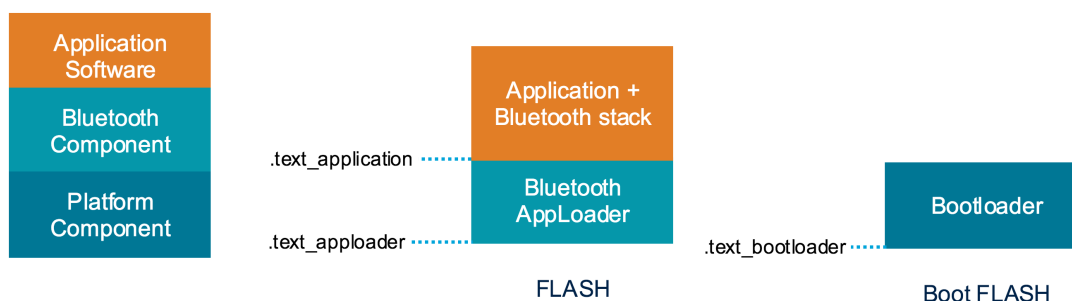 Application
Software
Bluetooth
Component
Platform
Component
Application +
Bluetooth stack
.text_application
Bluetooth
AppLoader
.text_apploader
FLASH
Bootloader
.text_bootloader
Boot FLASH